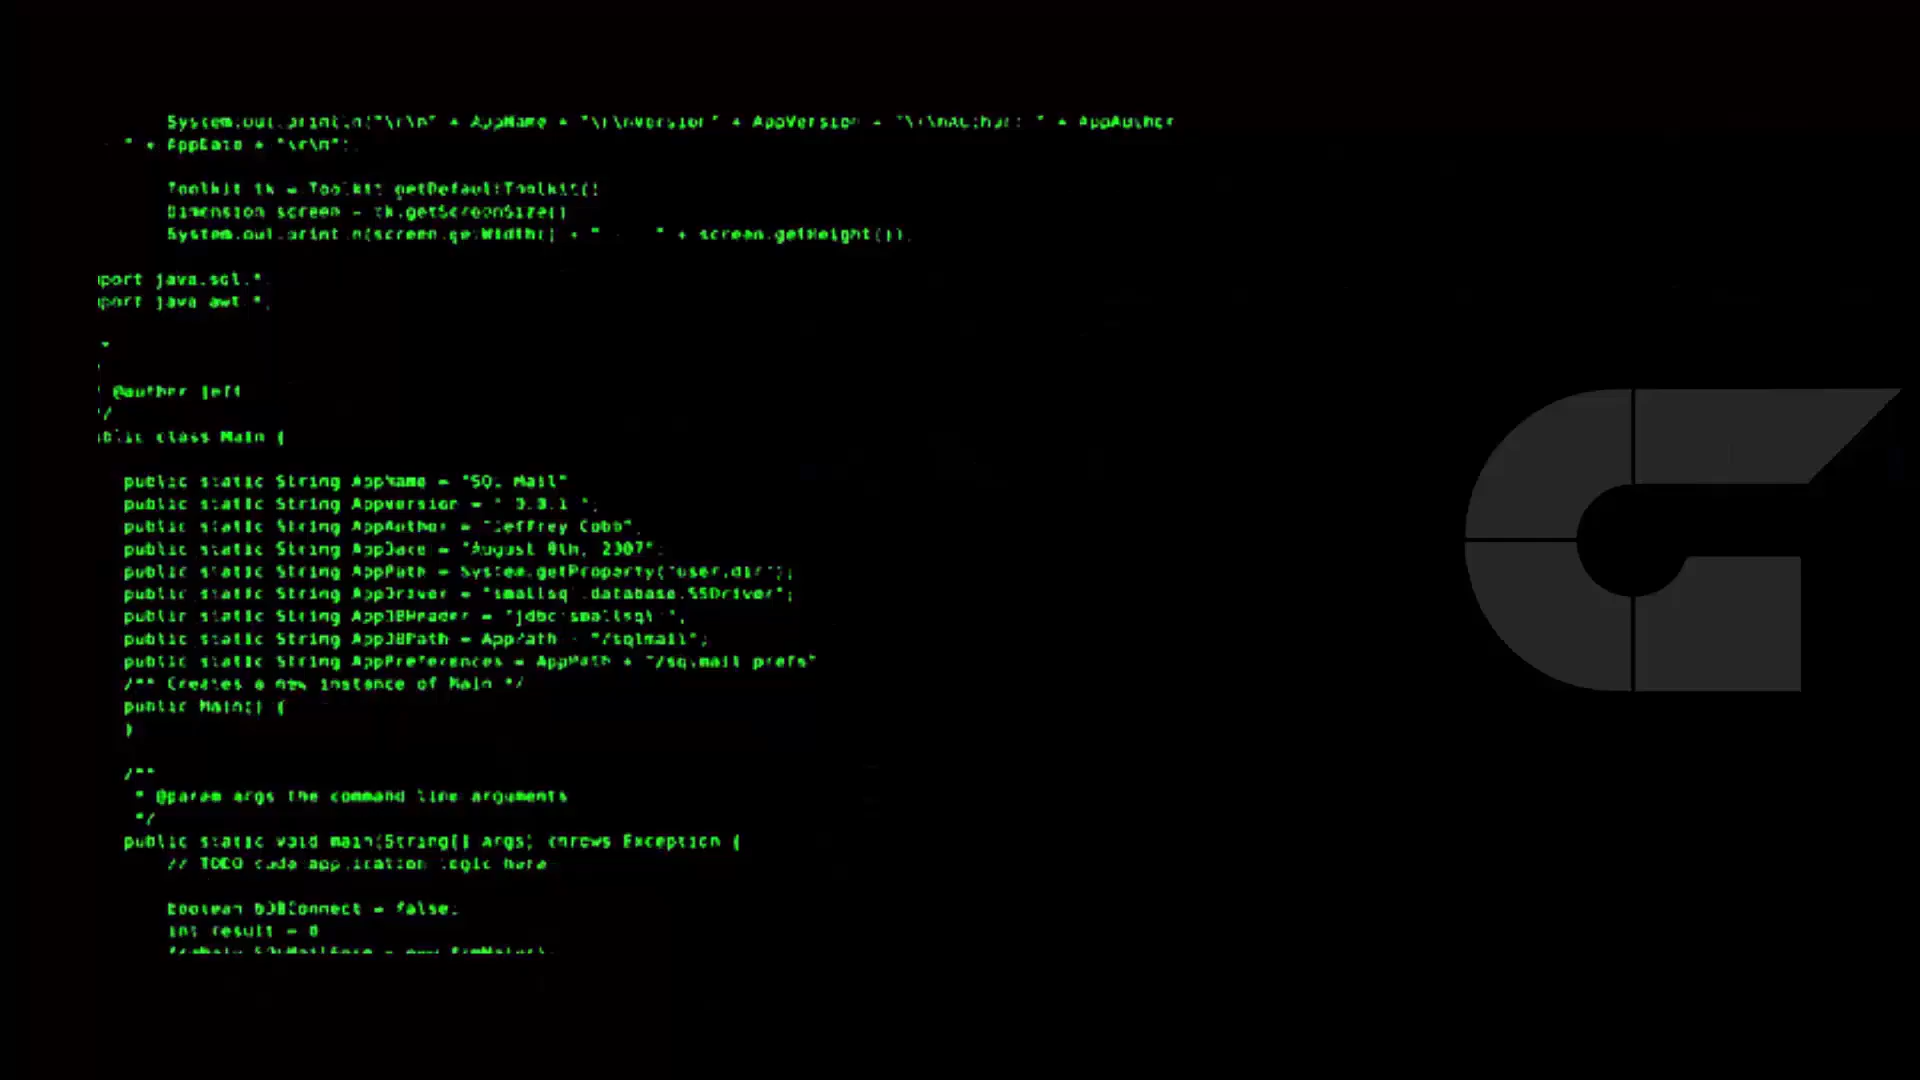 System.out.println("\r\n" + AppName + "\r\nVersion" + AppVersion + "\r\nAuthor: " + AppAuthor
" + AppDate + "\r\n");
Toolkit tk = Toolkit.getDefaultToolkit()
Dimension screen = tk.getScreenSize()
System.out.println(screen.getWidth() + " " + screen.getHeight());
port java.sql.*
port java.awt.*;
*
* @author jeff
*/
ublic class Main {
public static String AppName = "SQL Mail"
public static String AppVersion = " 3.3.1 ";
public static String AppAuthor = "Jeffrey Cobb";
public static String AppDate = "August 8th, 2007";
public static String AppPath = System.getProperty("user.dir");
public static String AppDriver = "smallsql.database.SSDriver";
public static String AppDBHeader = "jdbc:smallsql:";
public static String AppDBPath = AppPath + "/sqlmail";
public static String AppPreferences = AppPath + "/sqlmail_prefs"
/** Creates a new instance of Main */
public Main() {
}
/**
* @param args the command line arguments
*/
public static void main(String[] args) throws Exception {
// TODO code application logic here
boolean bDBConnect = false;
int result = 0